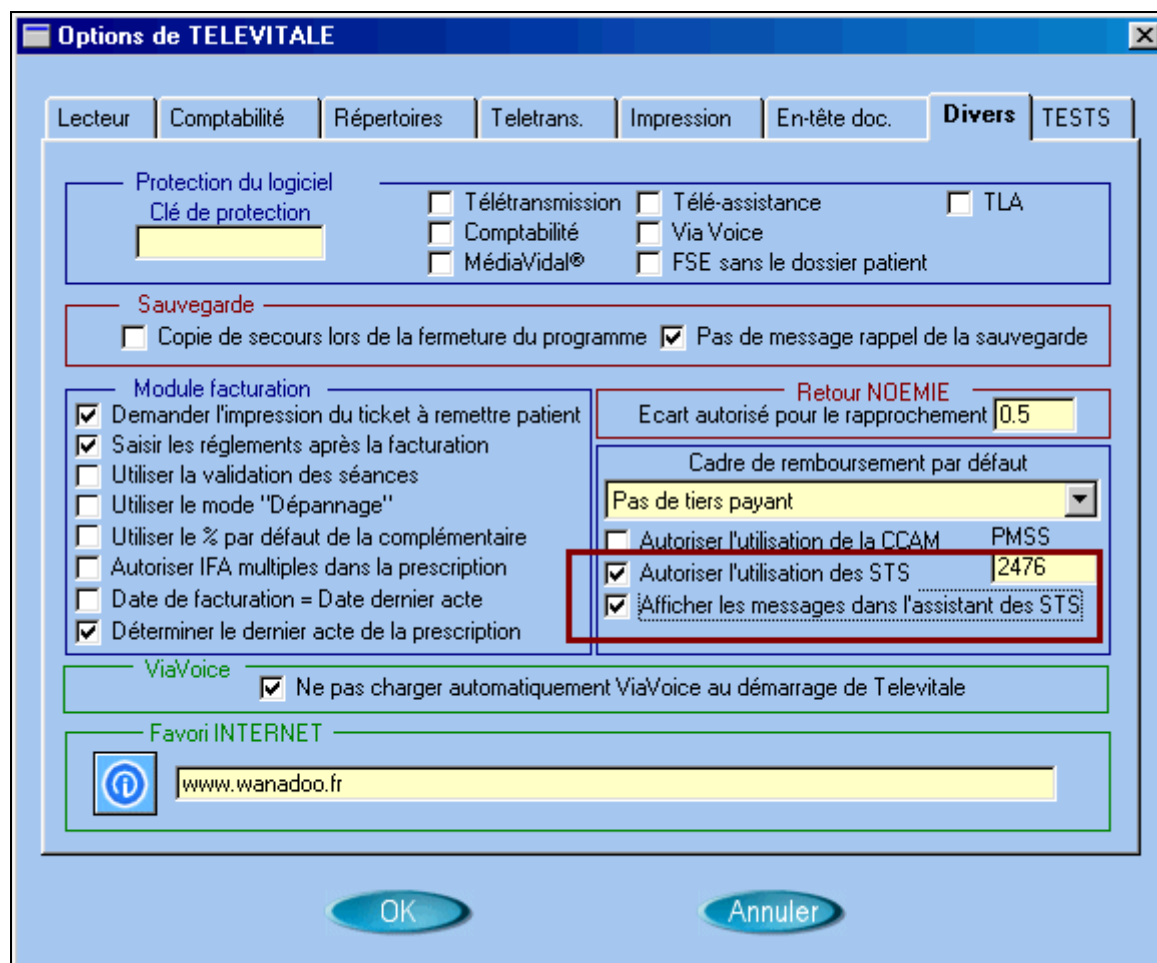 Options de TELEVITALE
Lecteur Comptabilité Répertoires Teletrans. Impression En-tête doc. Divers TESTS
Protection du logiciel
Clé de protection
Télétransmission Télé-assistance TLA
Comptabilité Via Voice
MédiaVidal® FSE sans le dossier patient
Sauvegarde
Copie de secours lors de la fermeture du programme Pas de message rappel de la sauvegarde
Module facturation
Demander l'impression du ticket à remettre patient
Saisir les réglements après la facturation
Utiliser la validation des séances
Utiliser le mode "Dépannage"
Utiliser le % par défaut de la complémentaire
Autoriser IFA multiples dans la prescription
Date de facturation = Date dernier acte
Déterminer le dernier acte de la prescription
Retour NOEMIE
Ecart autorisé pour le rapprochement 0.5
Cadre de remboursement par défaut
Pas de tiers payant
Autoriser l'utilisation de la CCAM PMSS
Autoriser l'utilisation des STS 2476
Afficher les messages dans l'assistant des STS
ViaVoice
Ne pas charger automatiquement ViaVoice au démarrage de Televitale
Favori INTERNET
www.wanadoo.fr
OK Annuler